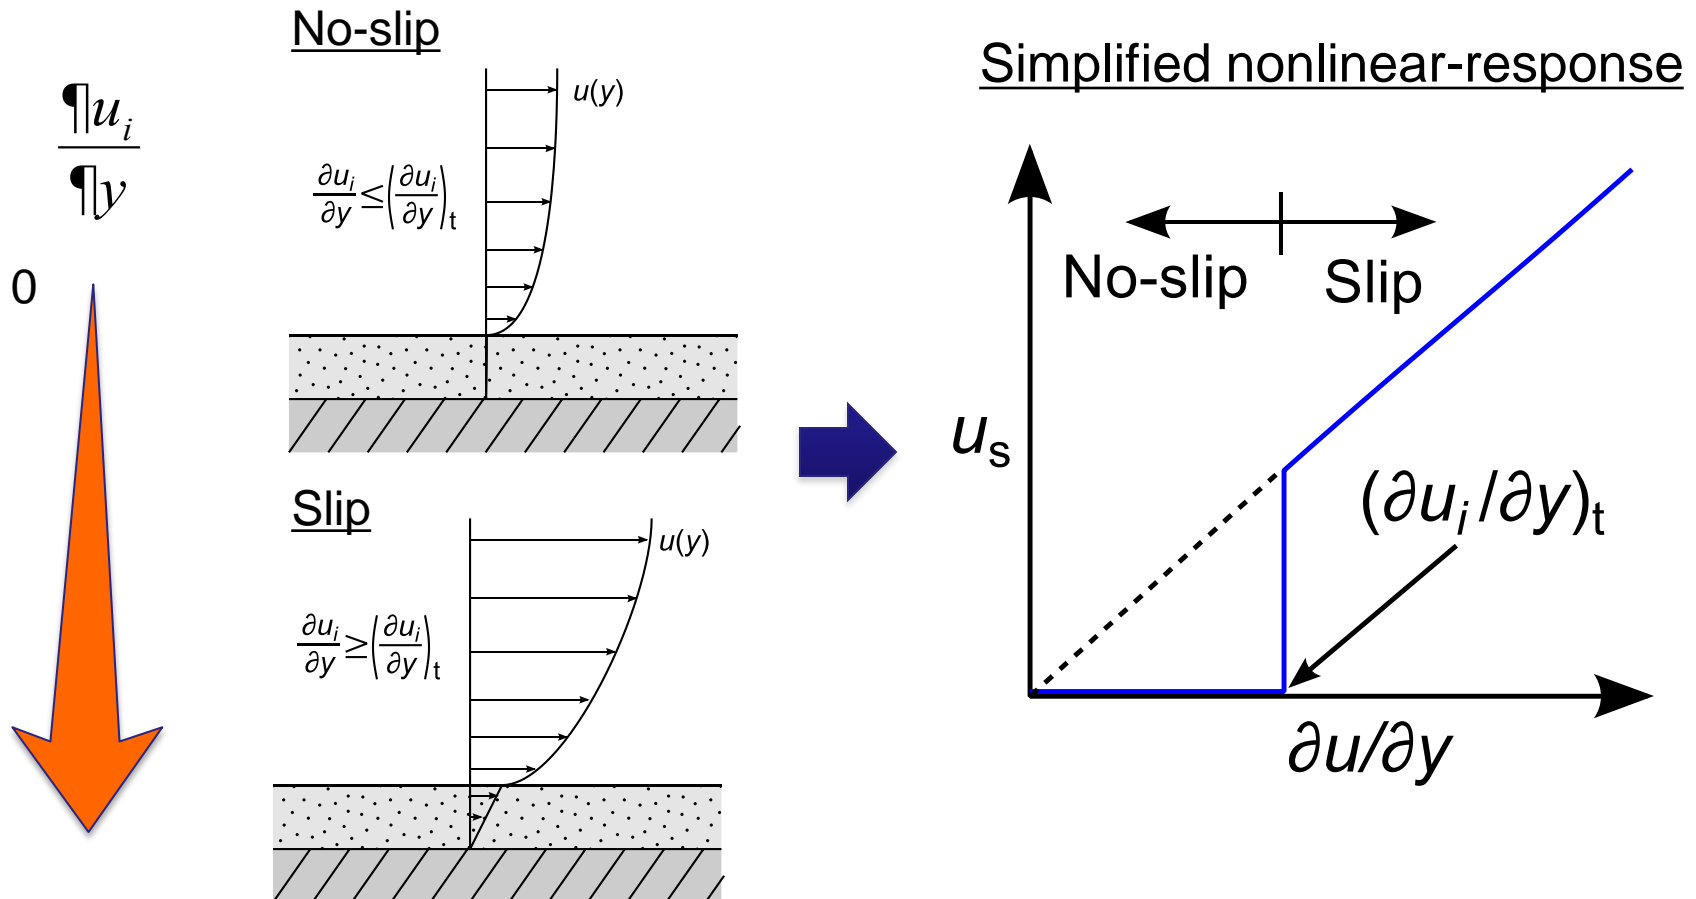 ¶u_i
¶y
0
No-slip
u(y)
∂u_i/∂y ≤ (∂u_i/∂y)_t
Slip
u(y)
∂u_i/∂y ≥ (∂u_i/∂y)_t
Simplified nonlinear-response
No-slip
Slip
u_s
(∂u_i/∂y)_t
∂u/∂y